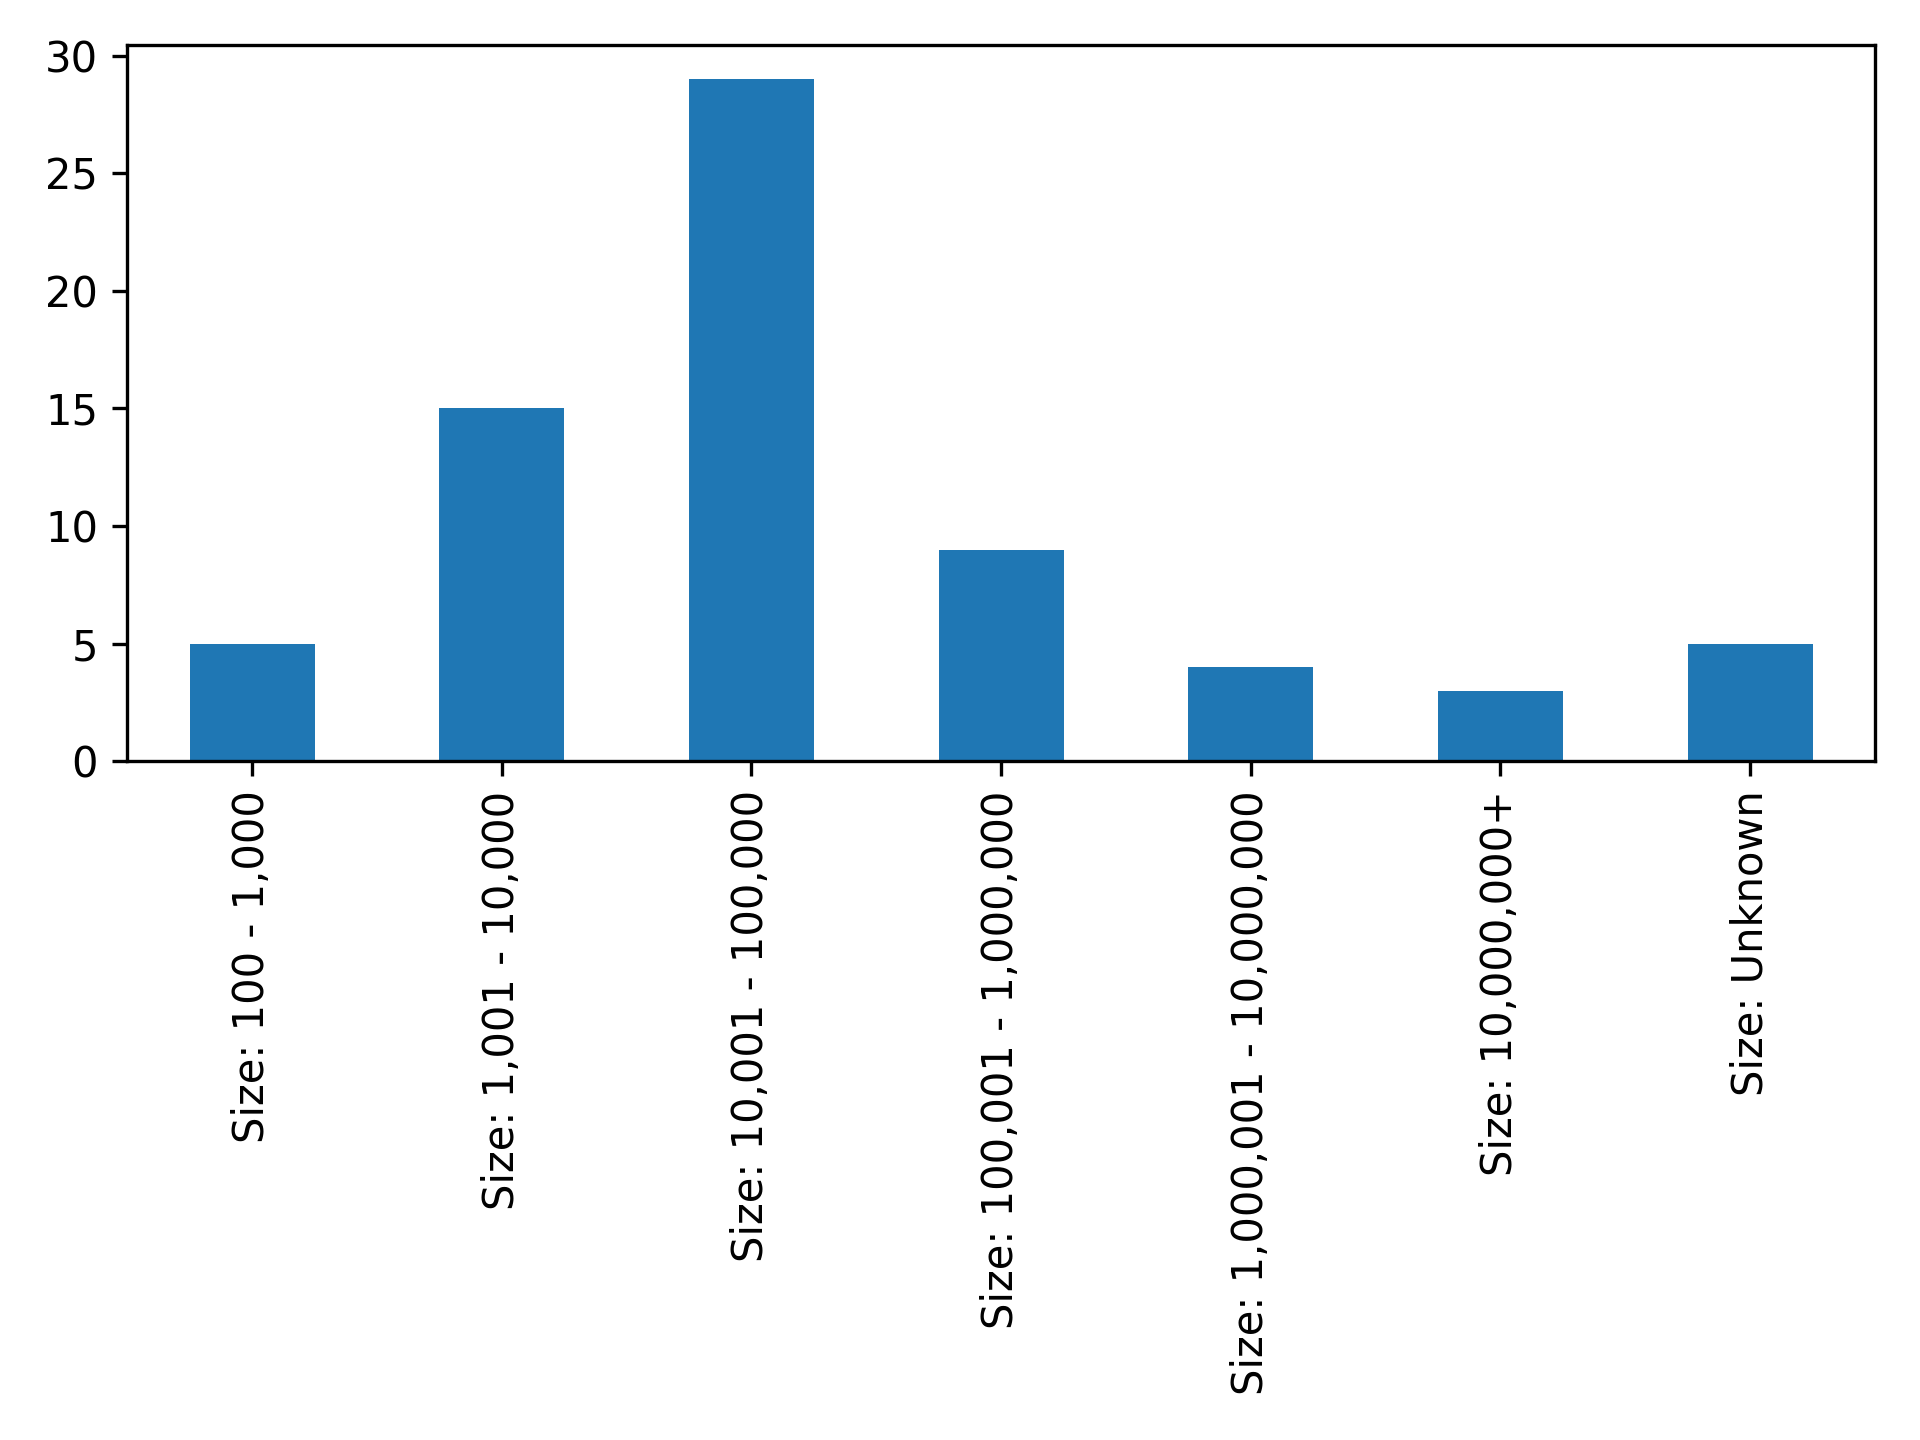 30
25
20
15
10
5
0
Size: 100 - 1,000
Size: 1,001 - 10,000
Size: 10,001 - 100,000
Size: 100,001 - 1,000,000
Size: 1,000,001 - 10,000,000
Size: 10,000,000+
Size: Unknown